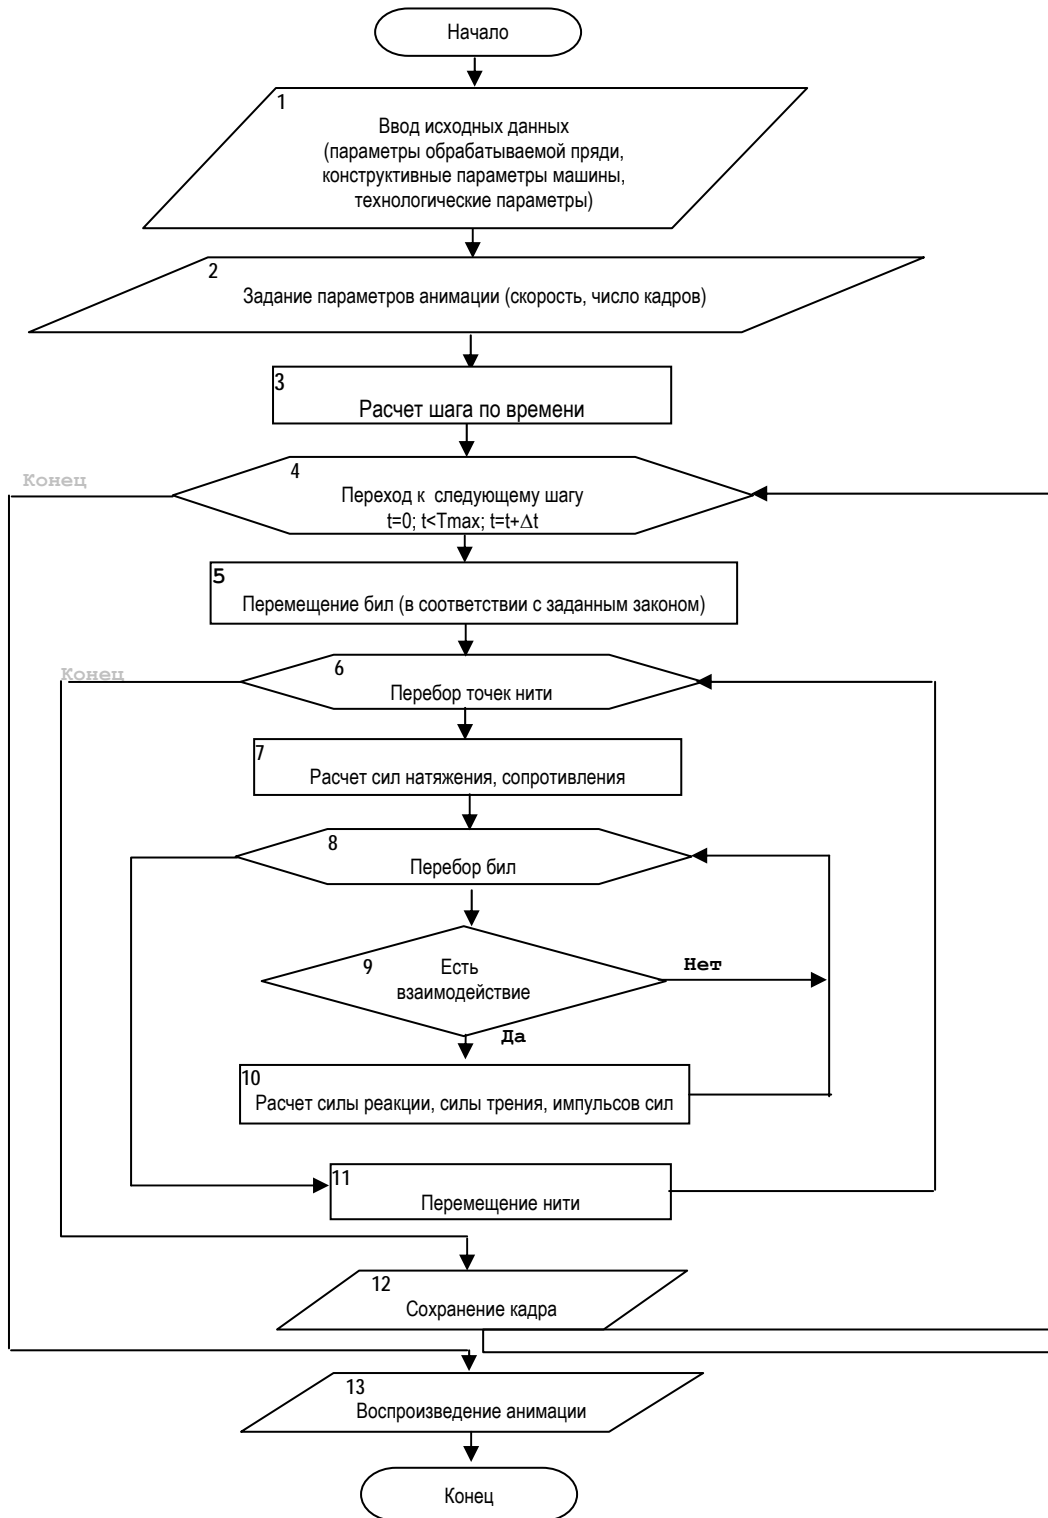 Начало
1
Ввод исходных данных
(параметры обрабатываемой пряди,
конструктивные параметры машины,
технологические параметры)
2
Задание параметров анимации (скорость, число кадров)
3
Расчет шага по времени
Конец
4
Переход к следующему шагу
t=0; t<Tmax; t=t+Δt
5
Перемещение бил (в соответствии с заданным законом)
Конец
6
Перебор точек нити
7
Расчет сил натяжения, сопротивления
8
Перебор бил
9
Есть
взаимодействие
Нет
Да
10
Расчет силы реакции, силы трения, импульсов сил
11
Перемещение нити
12
Сохранение кадра
13
Воспроизведение анимации
Конец